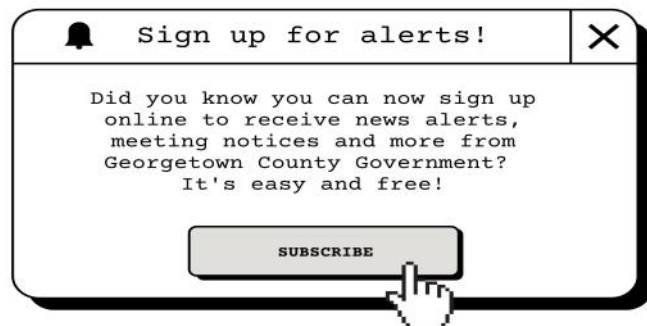 Sign up for alerts!
Did you know you can now sign up
online to receive news alerts,
meeting notices and more from
Georgetown County Government?
It's easy and free!
SUBSCRIBE